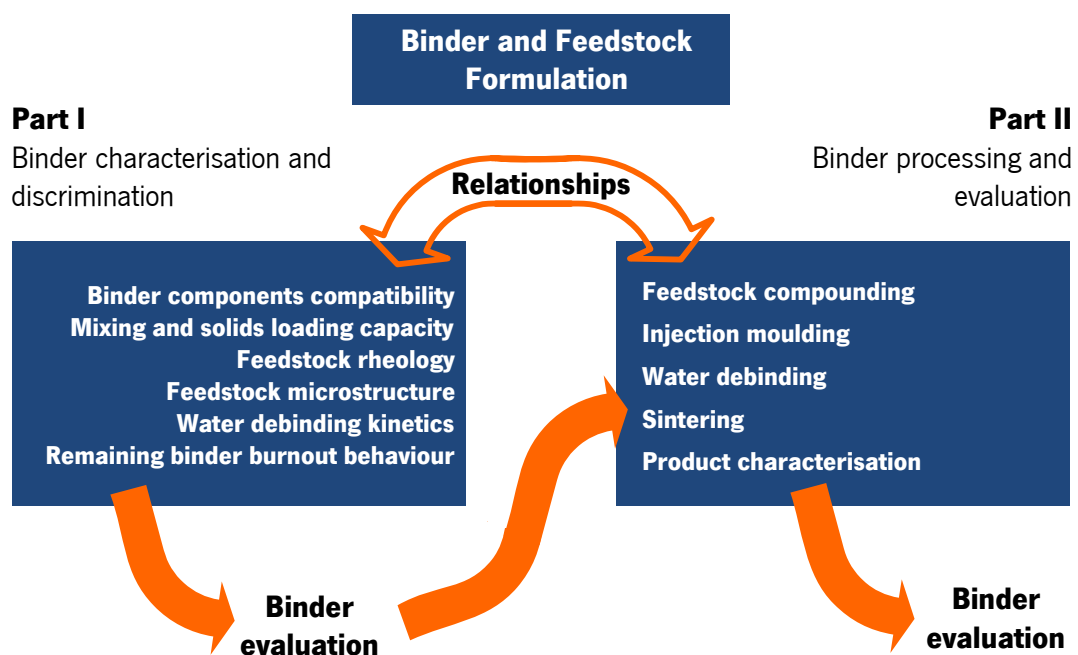 Binder and Feedstock
Formulation
Part I
Binder characterisation and
discrimination
Part II
Binder processing and
evaluation
Relationships
Binder components compatibility
Mixing and solids loading capacity
Feedstock rheology
Feedstock microstructure
Water debinding kinetics
Remaining binder burnout behaviour
Feedstock compounding
Injection moulding
Water debinding
Sintering
Product characterisation
Binder
evaluation
Binder
evaluation